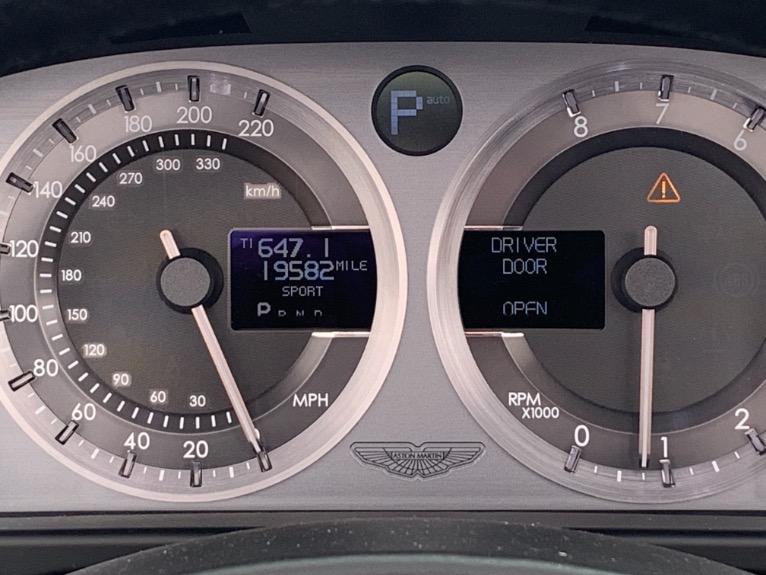 P auto
20
40
60
80
100
120
140
160
180
200
220
30
60
90
120
150
180
210
240
270
300
330
km/h
T1 647.1
19582 MILE
SPORT
P R N D
MPH
ASTON MARTIN
DRIVER
DOOR
OPEN
RPM
X1000
0
1
2
6
7
8